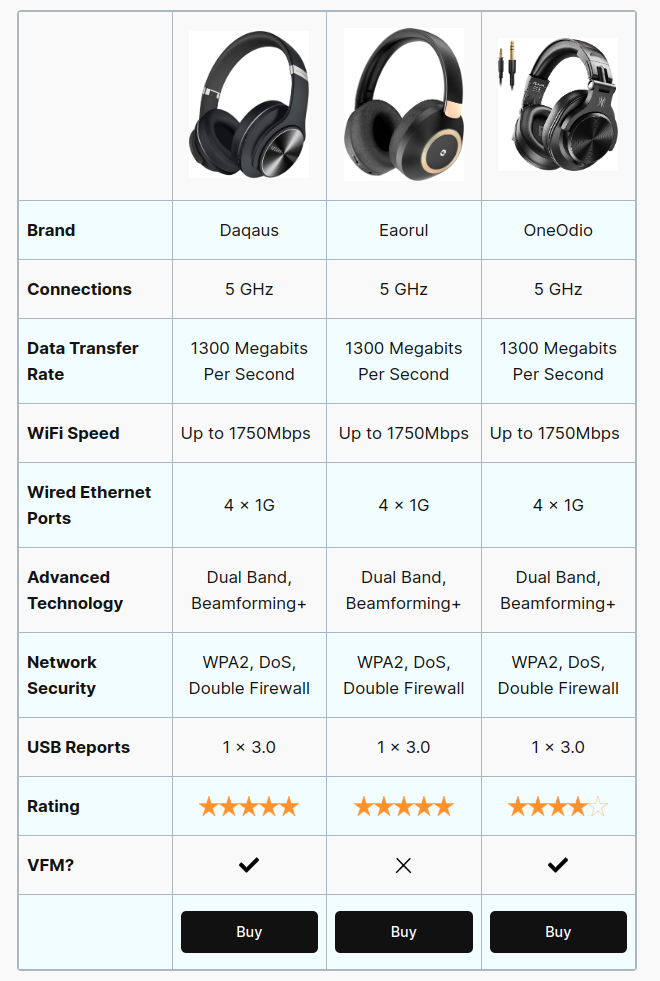 Brand Daqaus Eaorul OneOdio
Connections 5 GHz 5 GHz 5 GHz
Data Transfer 1300 Megabits 1300 Megabits 1300 Megabits
Rate Per Second Per Second Per Second
WiFi Speed Up to 1750Mbps Up to 1750Mbps Up to 1750Mbps
Wired Ethernet
Ports 4 × 1G 4 × 1G 4 × 1G
Advanced Dual Band, Dual Band, Dual Band,
Technology Beamforming+ Beamforming+ Beamforming+
Network WPA2, DoS, WPA2, DoS, WPA2, DoS,
Security Double Firewall Double Firewall Double Firewall
USB Reports 1 × 3.0 1 × 3.0 1 × 3.0
Rating ★★★★★ ★★★★★ ★★★★☆
VFM? ✔ ✕ ✔
Buy Buy Buy